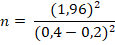 n = (1,96)² / (0,4 − 0,2)²